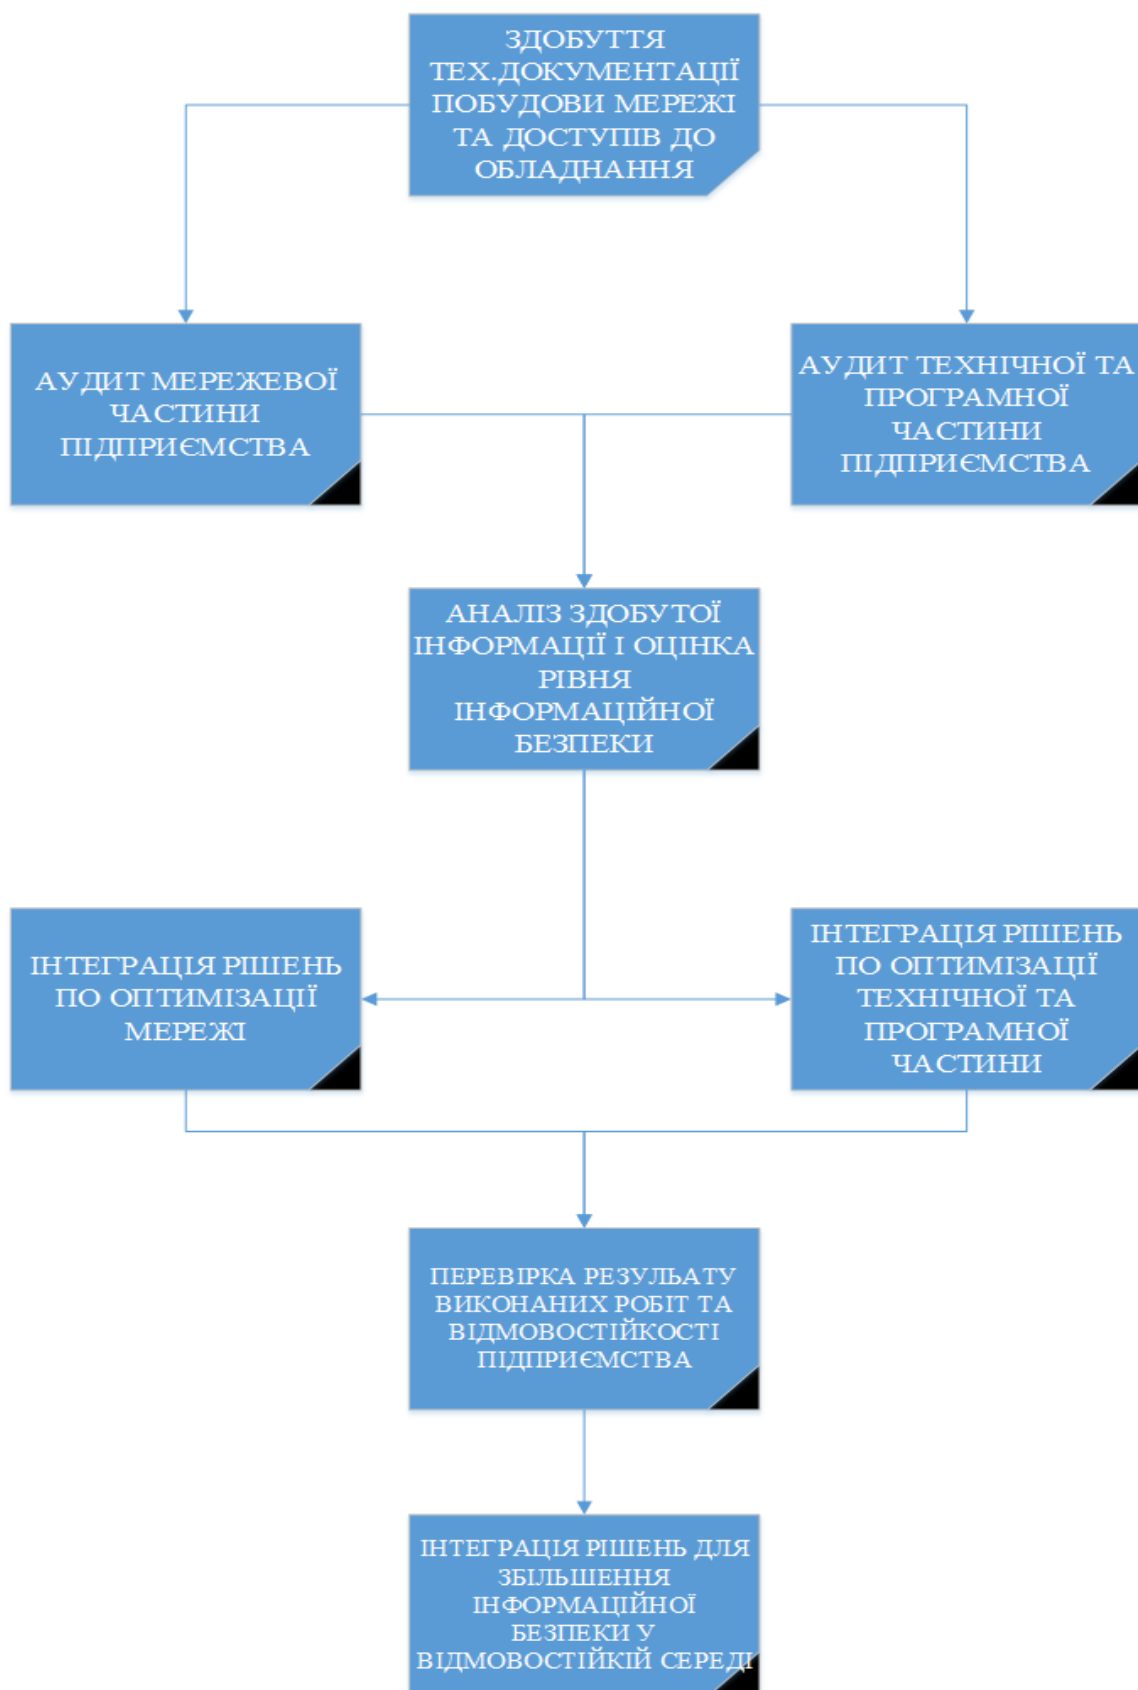 ЗДОБУТТЯ
ТЕХ.ДОКУМЕНТАЦІЇ
ПОБУДОВИ МЕРЕЖІ
ТА ДОСТУПІВ ДО
ОБЛАДНАННЯ
АУДИТ МЕРЕЖЕВОЇ
ЧАСТИНИ
ПІДПРИЄМСТВА
АУДИТ ТЕХНІЧНОЇ ТА
ПРОГРАМНОЇ
ЧАСТИНИ
ПІДПРИЄМСТВА
АНАЛІЗ ЗДОБУТОЇ
ІНФОРМАЦІЇ І ОЦІНКА
РІВНЯ
ІНФОРМАЦІЙНОЇ
БЕЗПЕКИ
ІНТЕГРАЦІЯ РІШЕНЬ
ПО ОПТИМІЗАЦІЇ
МЕРЕЖІ
ІНТЕГРАЦІЯ РІШЕНЬ
ПО ОПТИМІЗАЦІЇ
ТЕХНІЧНОЇ ТА
ПРОГРАМНОЇ
ЧАСТИНИ
ПЕРЕВІРКА РЕЗУЛЬАТУ
ВИКОНАНИХ РОБІТ ТА
ВІДМОВОСТІЙКОСТІ
ПІДПРИЄМСТВА
ІНТЕГРАЦІЯ РІШЕНЬ ДЛЯ
ЗБІЛЬШЕННЯ
ІНФОРМАЦІЙНОЇ
БЕЗПЕКИ У
ВІДМОВОСТІЙКІЙ СЕРЕДІ